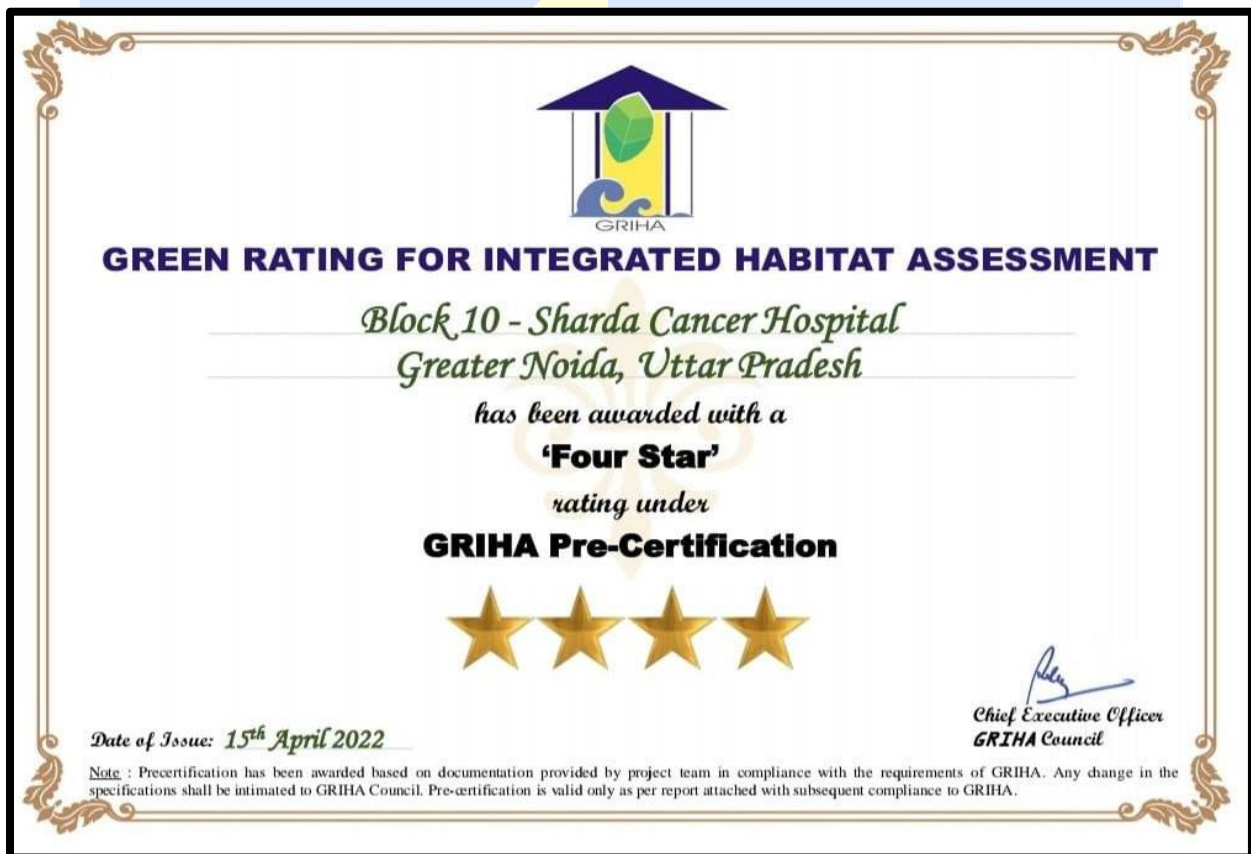 GRIHA
GREEN RATING FOR INTEGRATED HABITAT ASSESSMENT
Block 10 - Sharda Cancer Hospital
Greater Noida, Uttar Pradesh
has been awarded with a
‘Four Star’
rating under
GRIHA Pre-Certification
Chief Executive Officer
GRIHA Council
Date of Issue: 15th April 2022
Note : Precertification has been awarded based on documentation provided by project team in compliance with the requirements of GRIHA. Any change in the
specifications shall be intimated to GRIHA Council. Pre-certification is valid only as per report attached with subsequent compliance to GRIHA.